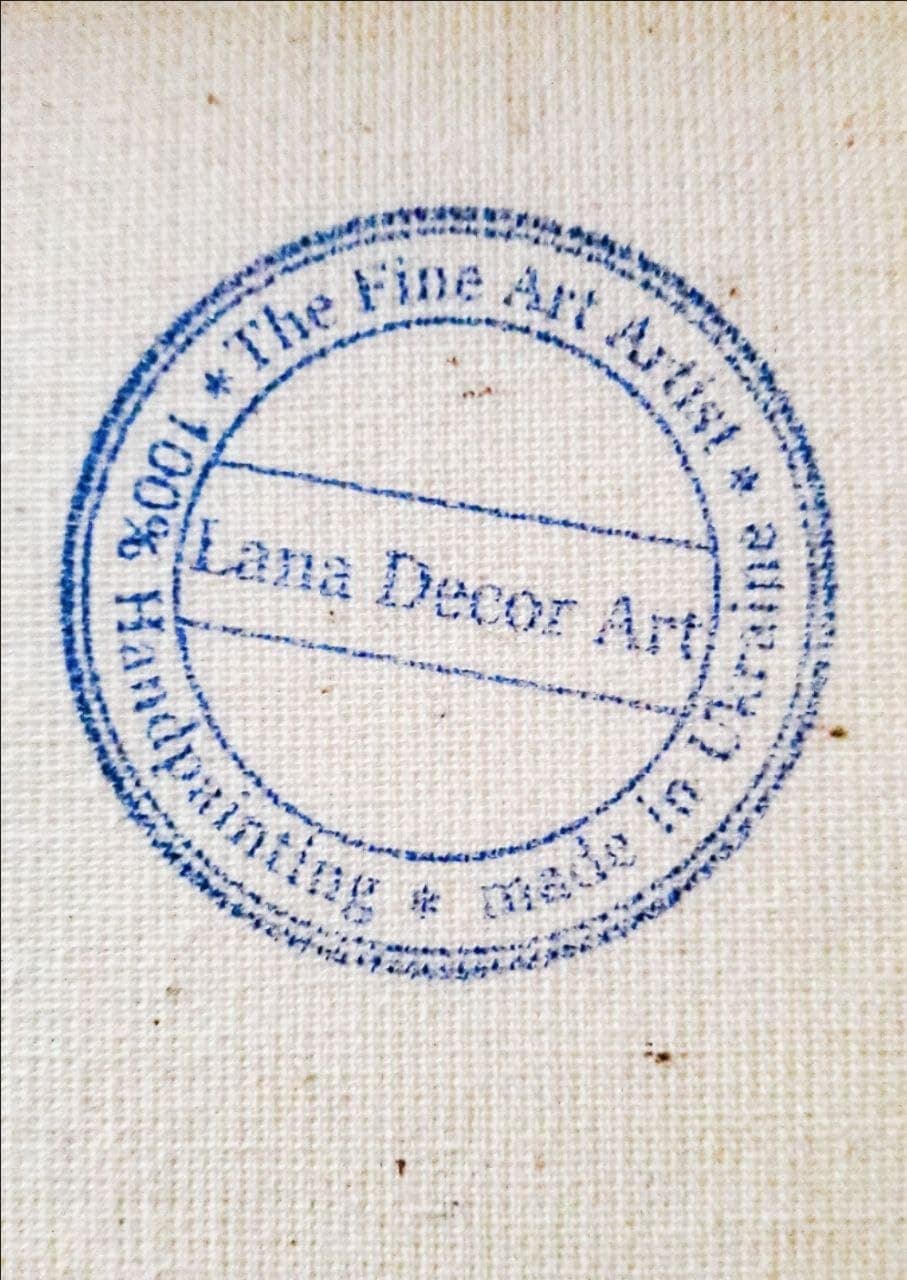 * The Fine Art Artist * made in Ukraine * 100% Handpainting
Lana Decor Art